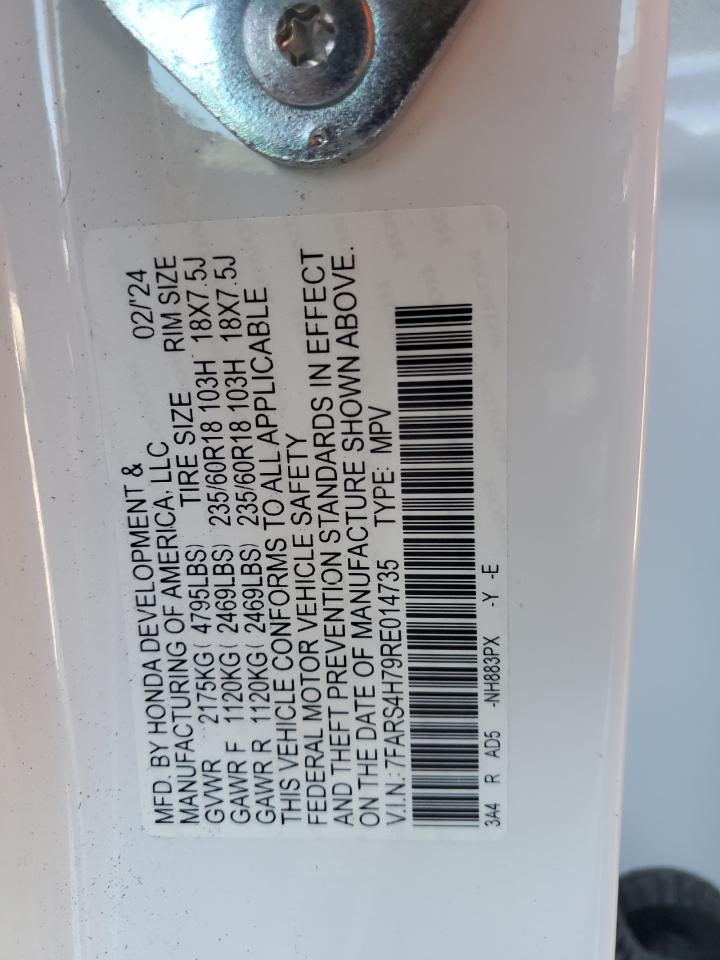 MFD. BY HONDA DEVELOPMENT &
MANUFACTURING OF AMERICA, LLC 02/'24
GVWR 2175KG( 4795LBS) TIRE SIZE RIM SIZE
GAWR F 1120KG( 2469LBS) 235/60R18 103H 18X7.5J
GAWR R 1120KG( 2469LBS) 235/60R18 103H 18X7.5J
THIS VEHICLE CONFORMS TO ALL APPLICABLE
FEDERAL MOTOR VEHICLE SAFETY
AND THEFT PREVENTION STANDARDS IN EFFECT
ON THE DATE OF MANUFACTURE SHOWN ABOVE.
V.I.N.: 7FARS4H79RE014735 TYPE: MPV
3A4 R AD5 -NH883PX -Y -E